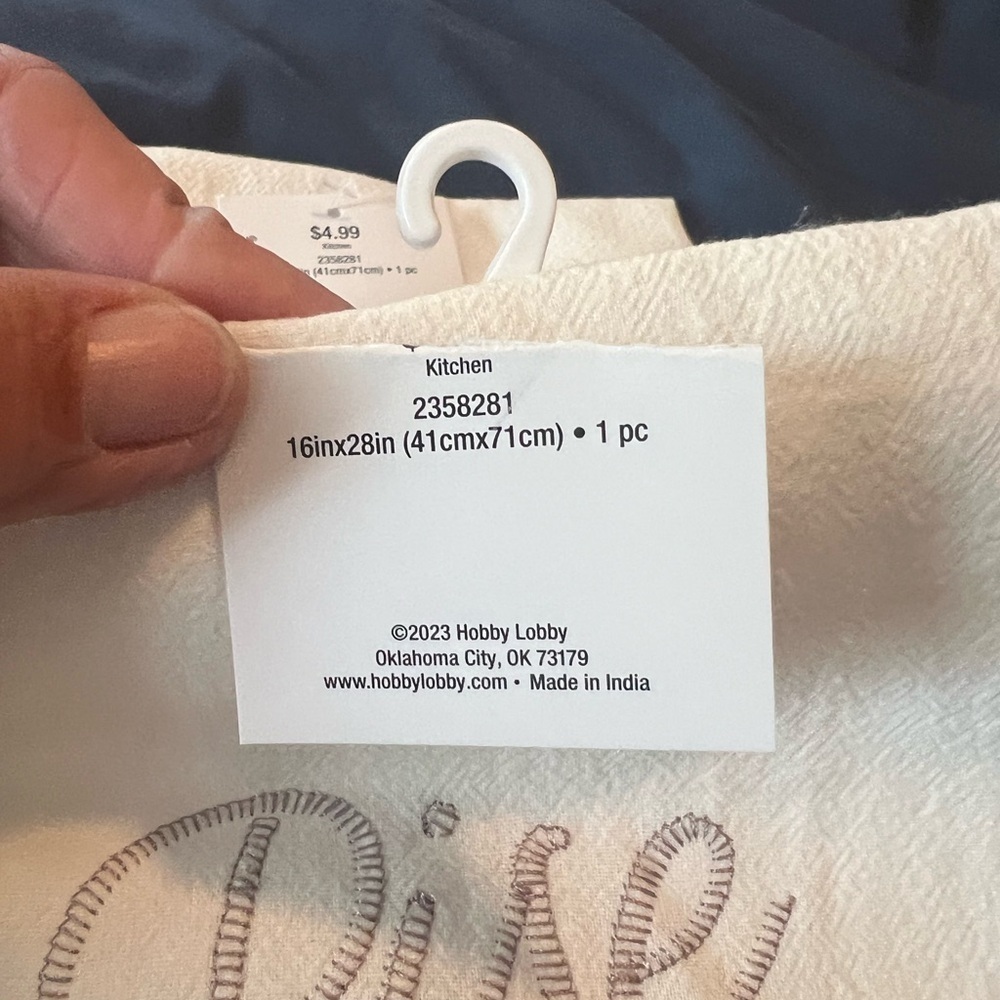 $4.99
Kitchen
2358281
(41cmx71cm) • 1 pc
Kitchen
2358281
16inx28in (41cmx71cm) • 1 pc
©2023 Hobby Lobby
Oklahoma City, OK 73179
www.hobbylobby.com • Made in India
Rise